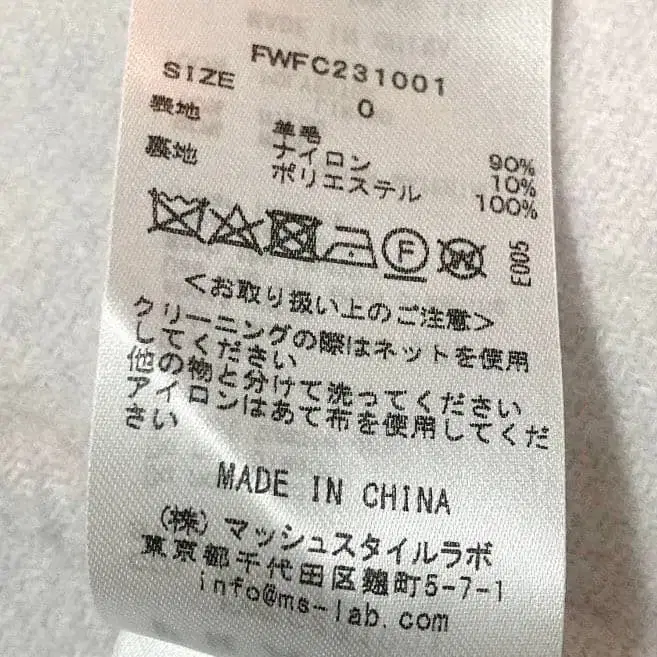 FWFC231001
SIZE 0
表地 羊毛 90%
ナイロン 10%
裏地 ポリエステル 100%
F W E005
<お取り扱い上のご注意>
クリーニングの際はネットを使用
してください
他の物と分けて洗ってください
アイロンはあて布を使用してくだ
さい
MADE IN CHINA
(株)マッシュスタイルラボ
東京都千代田区麹町5-7-1
info@ms-lab.com